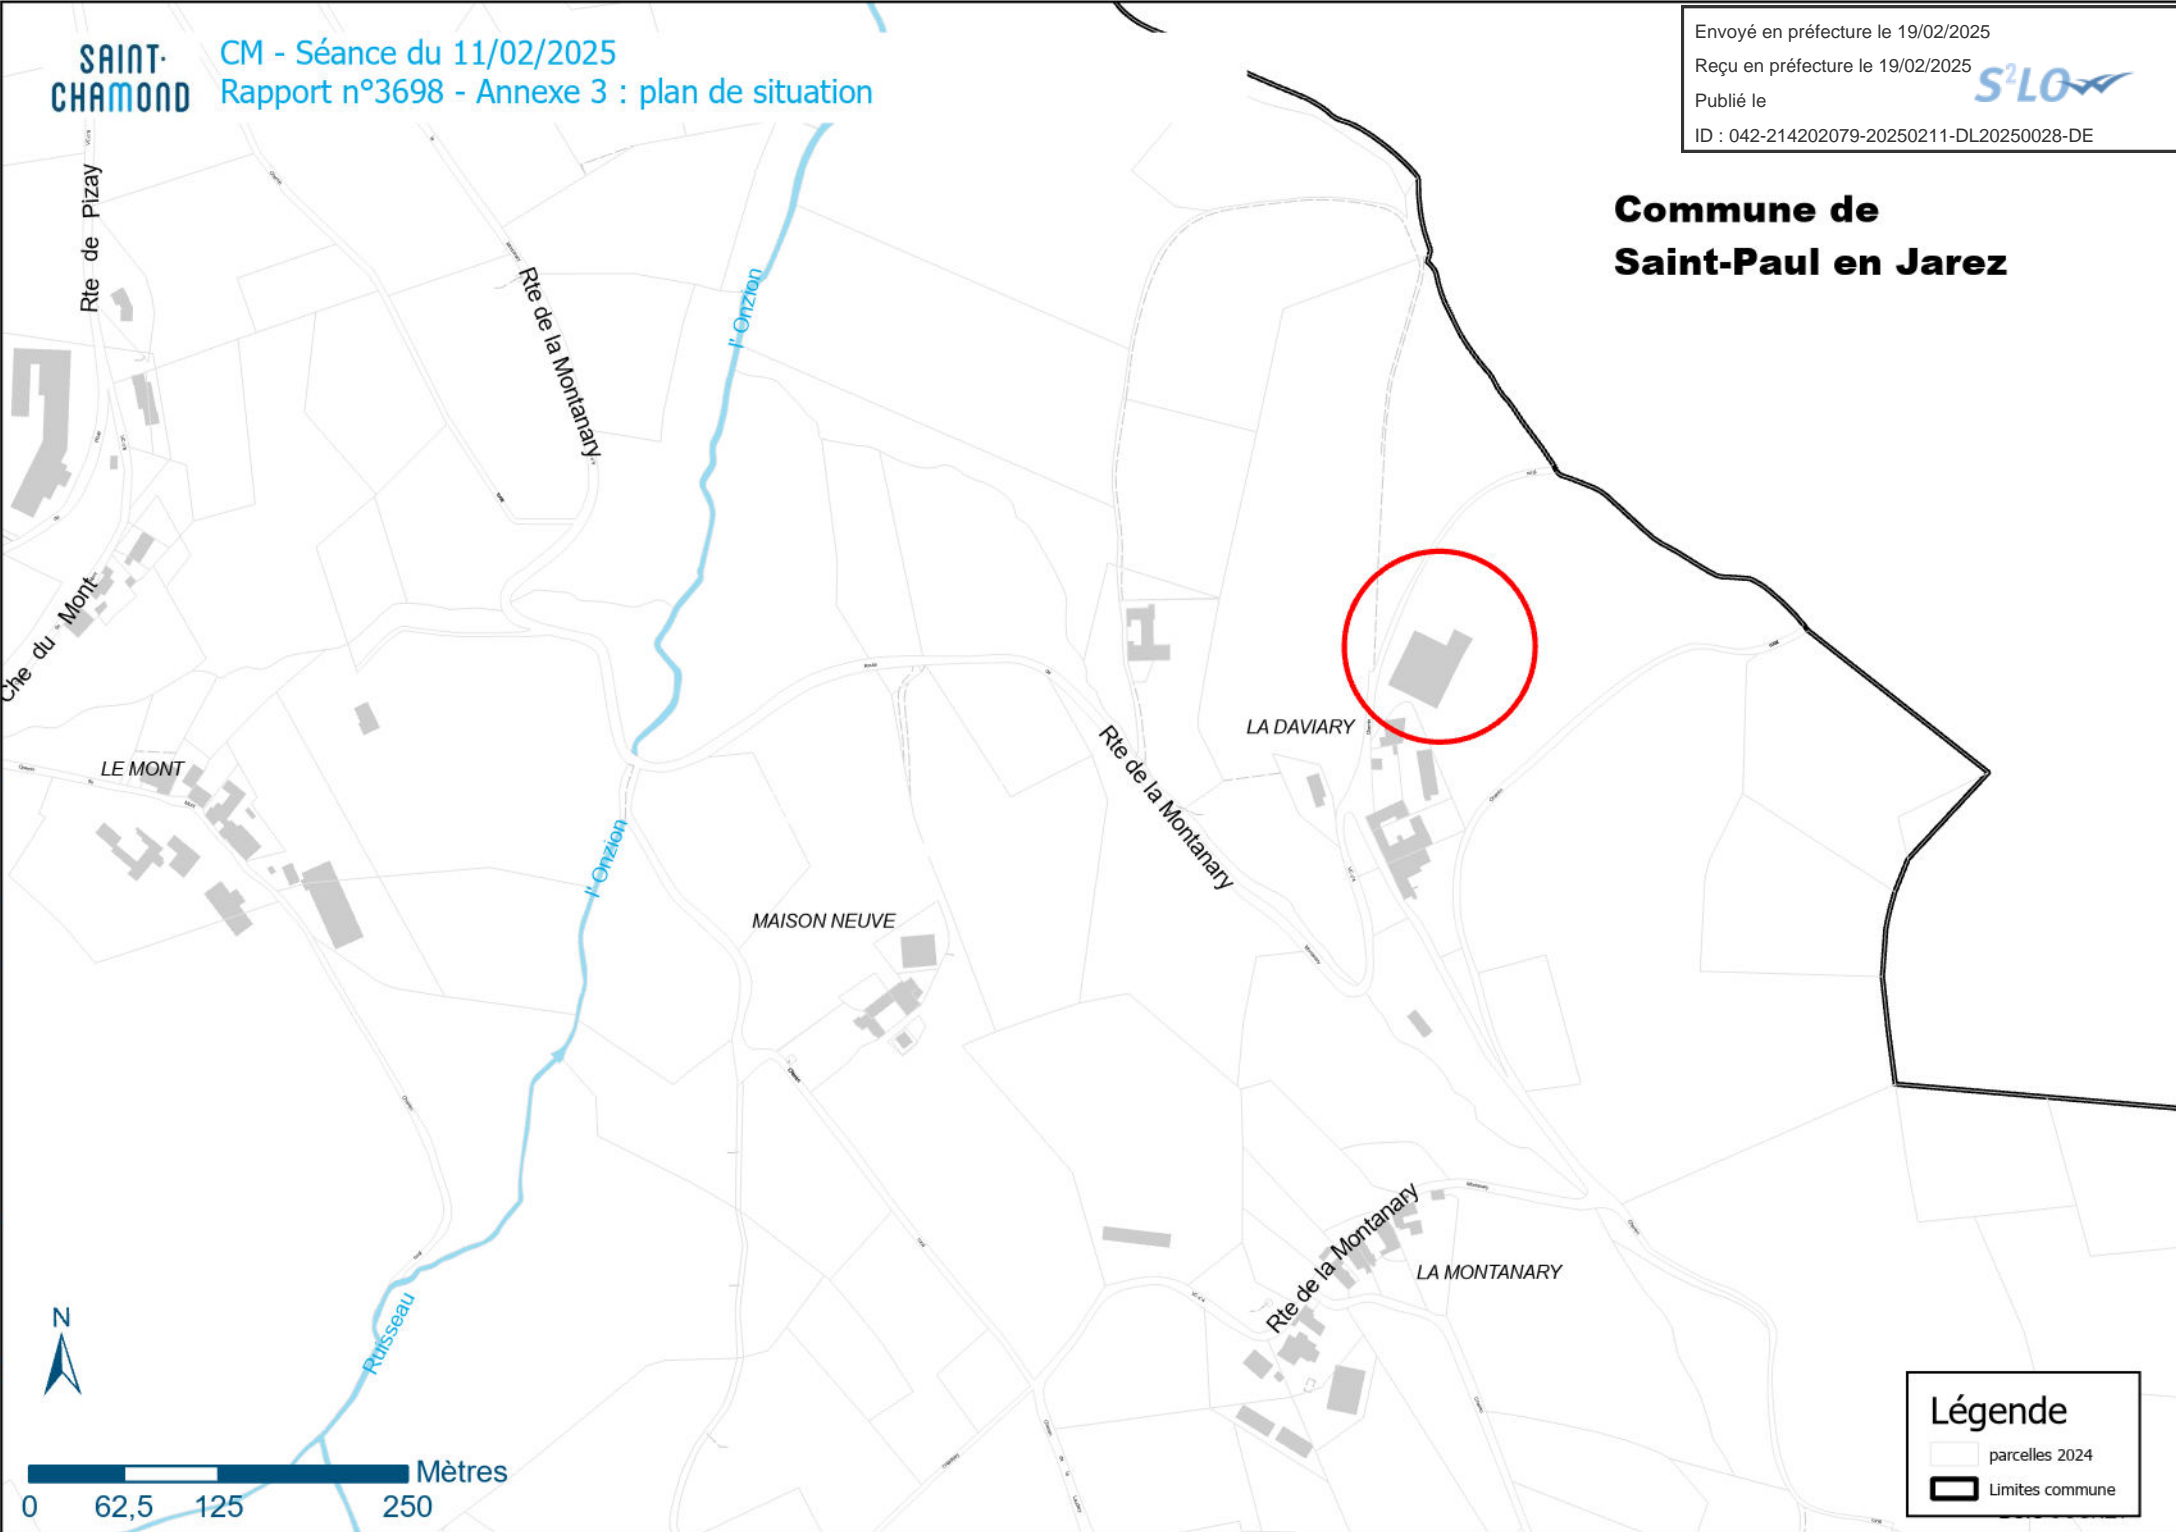 SAINT-
CHAMOND
CM - Séance du 11/02/2025
Rapport n°3698 - Annexe 3 : plan de situation
Envoyé en préfecture le 19/02/2025
Reçu en préfecture le 19/02/2025
S²LO
Publié le
ID : 042-214202079-20250211-DL20250028-DE
Commune de
Saint-Paul en Jarez
Rte de Pizay
Rte de la Montanary
l' Onzion
Che du Mont
LE MONT
LA DAVIARY
Rte de la Montanary
l' Onzion
MAISON NEUVE
Rte de la Montanary
LA MONTANARY
Ruisseau
N
Mètres
0 62,5 125 250
Légende
parcelles 2024
Limites commune